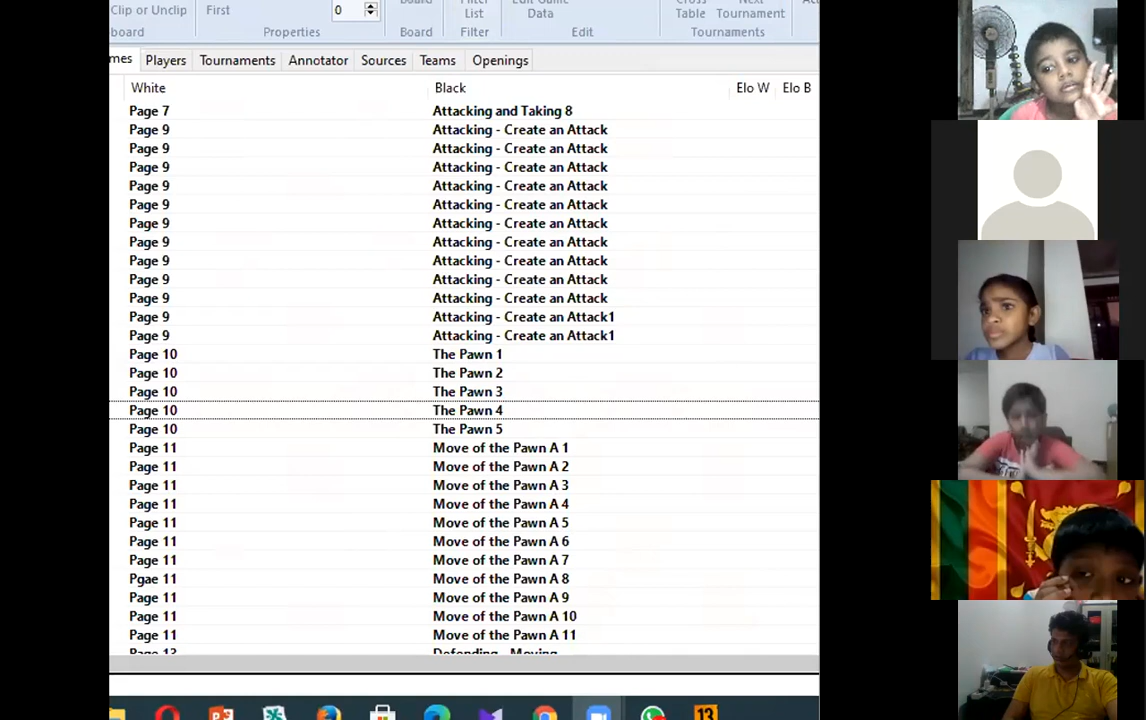 Clip or Unclip First 0 Board Filter List Edit Game Data Cross Table Next Tournament
board Properties Board Filter Edit Tournaments
mes Players Tournaments Annotator Sources Teams Openings
White Black Elo W Elo B
Page 7 Attacking and Taking 8
Page 9 Attacking - Create an Attack
Page 9 Attacking - Create an Attack
Page 9 Attacking - Create an Attack
Page 9 Attacking - Create an Attack
Page 9 Attacking - Create an Attack
Page 9 Attacking - Create an Attack
Page 9 Attacking - Create an Attack
Page 9 Attacking - Create an Attack
Page 9 Attacking - Create an Attack
Page 9 Attacking - Create an Attack
Page 9 Attacking - Create an Attack1
Page 9 Attacking - Create an Attack1
Page 10 The Pawn 1
Page 10 The Pawn 2
Page 10 The Pawn 3
Page 10 The Pawn 4
Page 10 The Pawn 5
Page 11 Move of the Pawn A 1
Page 11 Move of the Pawn A 2
Page 11 Move of the Pawn A 3
Page 11 Move of the Pawn A 4
Page 11 Move of the Pawn A 5
Page 11 Move of the Pawn A 6
Page 11 Move of the Pawn A 7
Pgae 11 Move of the Pawn A 8
Page 11 Move of the Pawn A 9
Page 11 Move of the Pawn A 10
Page 11 Move of the Pawn A 11
Defending - Moving
13